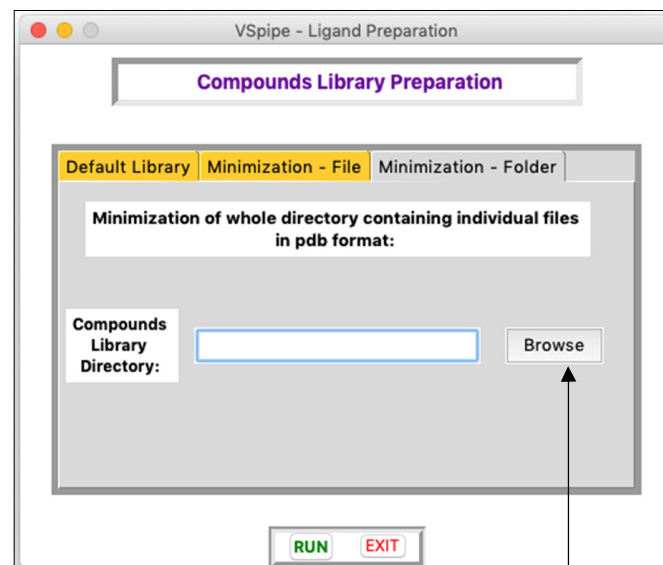 VSpipe - Ligand Preparation
Compounds Library Preparation
Default Library Minimization - File Minimization - Folder
Minimization of whole directory containing individual files
in pdb format:
Compounds
Library
Directory:
Browse
RUN EXIT